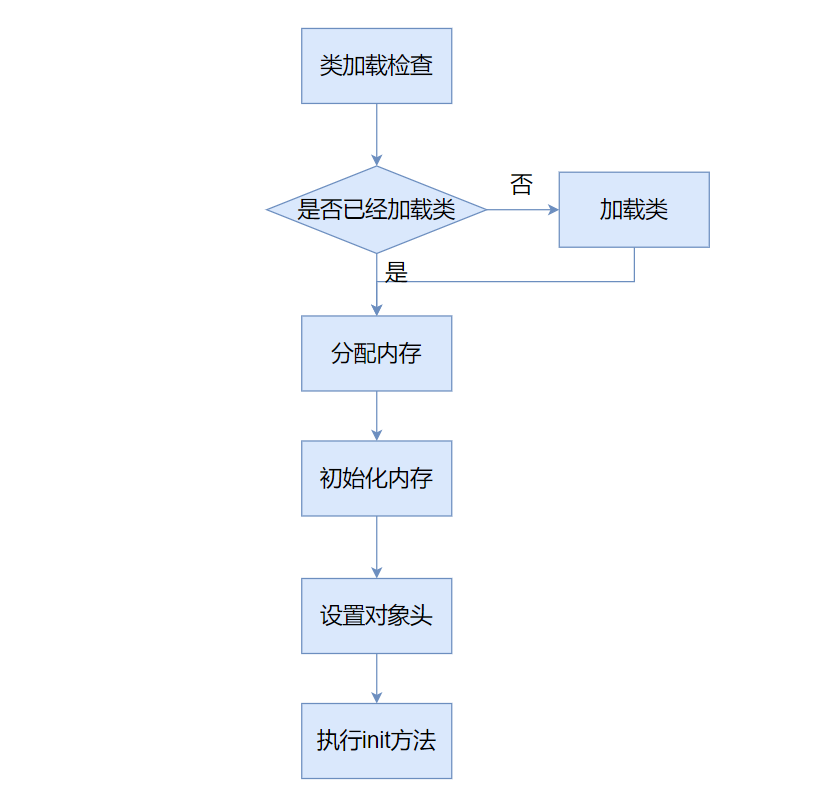 类加载检查
是否已经加载类
否
加载类
是
分配内存
初始化内存
设置对象头
执行init方法